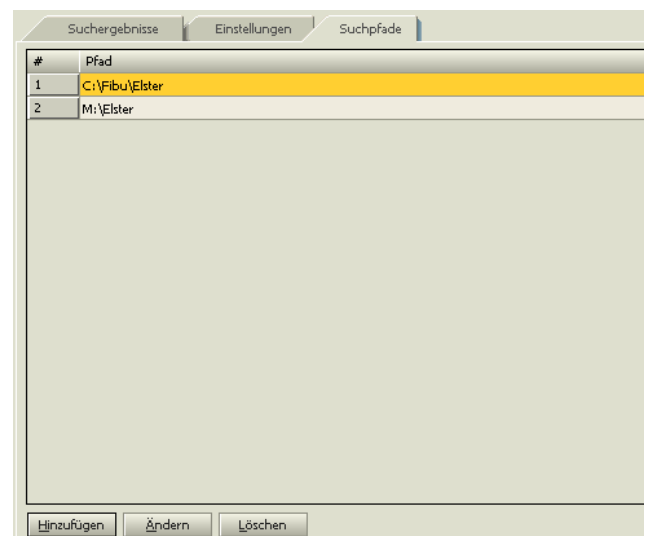 Suchergebnisse Einstellungen Suchpfade
# Pfad
1 C:\Fibu\Elster
2 M:\Elster
Hinzufügen Ändern Löschen